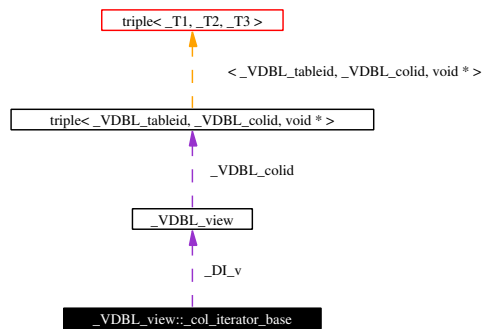 triple< _T1, _T2, _T3 >
< _VDBL_tableid, _VDBL_colid, void * >
triple< _VDBL_tableid, _VDBL_colid, void * >
_VDBL_colid
_VDBL_view
_DI_v
_VDBL_view::_col_iterator_base